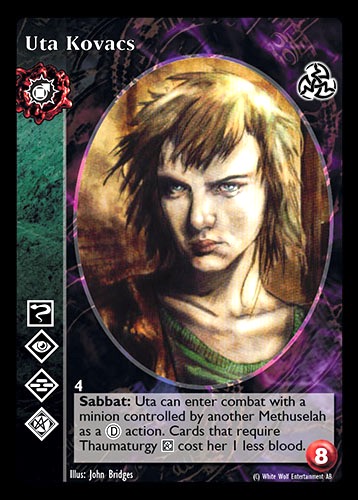 Uta Kovacs
4
Sabbat: Uta can enter combat with a
minion controlled by another Methuselah
as a D action. Cards that require
Thaumaturgy cost her 1 less blood.
8
Illus: John Bridges
(C) White Wolf Entertainment AB